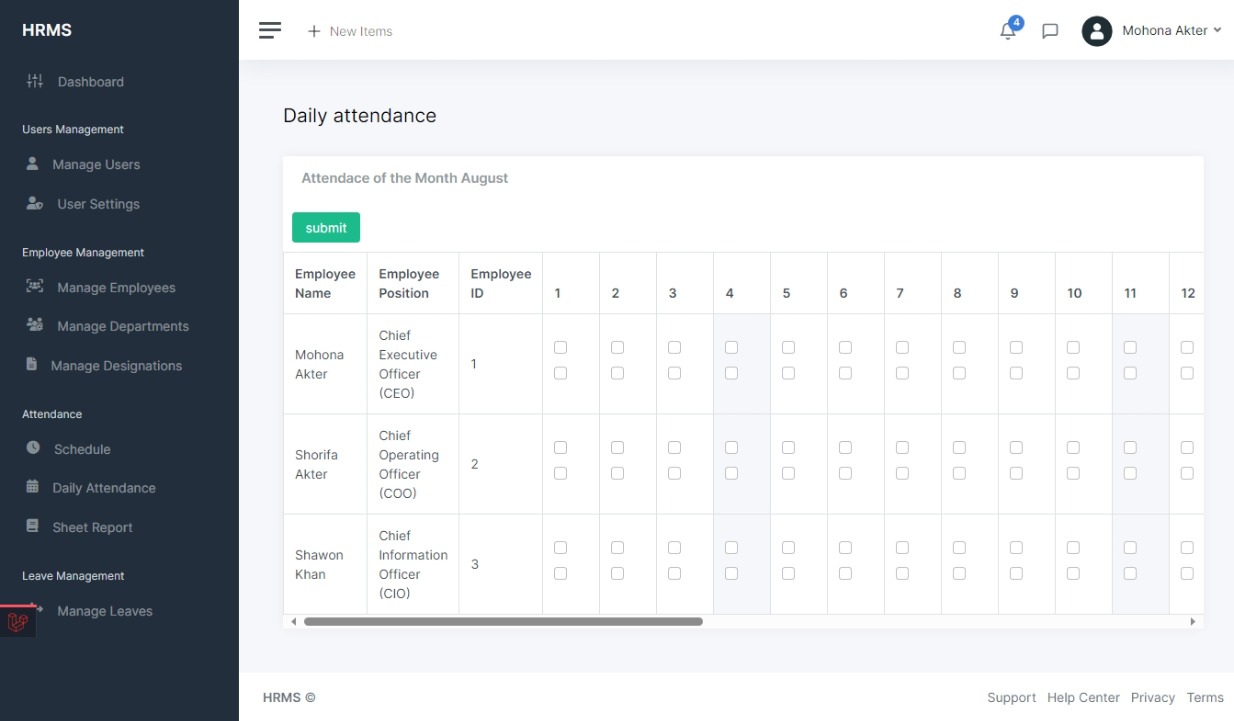 HRMS
+ New Items
4
Mohona Akter
Dashboard
Users Management
Manage Users
User Settings
Employee Management
Manage Employees
Manage Departments
Manage Designations
Attendance
Schedule
Daily Attendance
Sheet Report
Leave Management
Manage Leaves
Daily attendance
Attendace of the Month August
submit
Employee Name Employee Position Employee ID 1 2 3 4 5 6 7 8 9 10 11 12
Mohona Akter Chief Executive Officer (CEO) 1
Shorifa Akter Chief Operating Officer (COO) 2
Shawon Khan Chief Information Officer (CIO) 3
HRMS ©
Support Help Center Privacy Terms